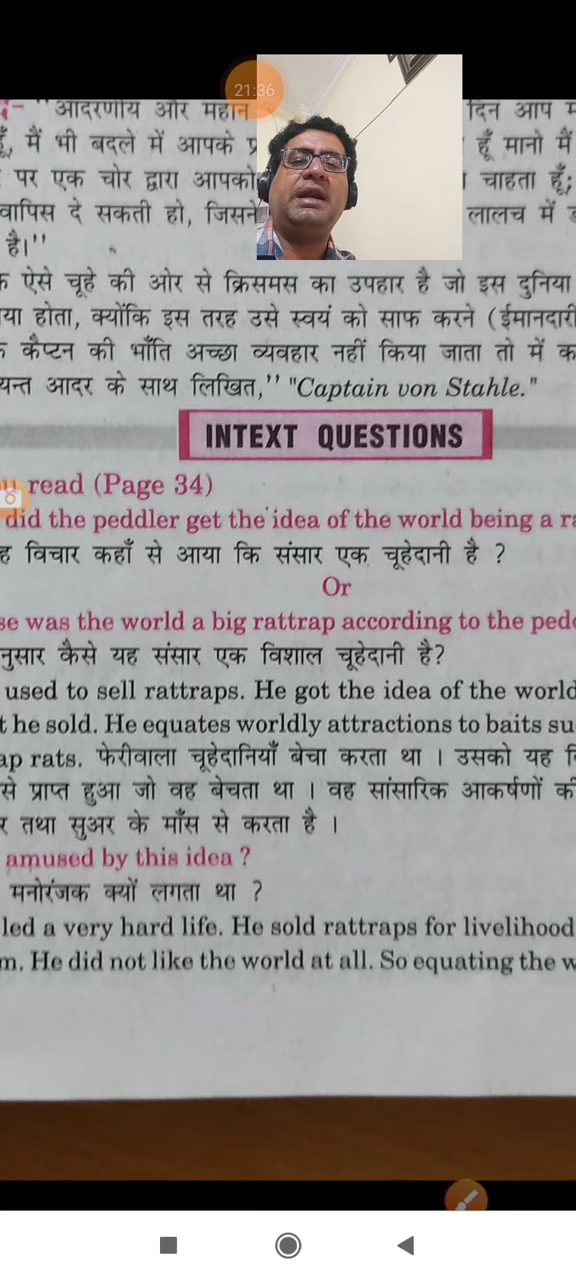 21:36
"आदरणीय और महान
दिन आप
हूँ, मैं भी बदले में आपके
हूँ मानो मैं
पर एक चोर द्वारा आपको
चाहता हूँ;
वापिस दे सकती हो, जिसने
लालच में
है।"
ऐसे चूहे की ओर से क्रिसमस का उपहार है जो इस दुनिया
या होता, क्योंकि इस तरह उसे स्वयं को साफ करने (ईमानदारी
कैप्टन की भाँति अच्छा व्यवहार नहीं किया जाता तो में
यन्त आदर के साथ लिखित," "Captain von Stahle."
INTEXT QUESTIONS
read (Page 34)
did the peddler get the idea of the world being a
विचार कहाँ से आया कि संसार एक चूहेदानी है ?
Or
se was the world a big rattrap according to the
नुसार कैसे यह संसार एक विशाल चूहेदानी है?
used to sell rattraps. He got the idea of the world
t he sold. He equates worldly attractions to baits su
ap rats. फेरीवाला चूहेदानियाँ बेचा करता था । उसको यह
से प्राप्त हुआ जो वह बेचता था । वह सांसारिक आकर्षणों की
र तथा सुअर के माँस से करता है ।
amused by this idea ?
मनोरंजक क्यों लगता था ?
led a very hard life. He sold rattraps for livelihood
m. He did not like the world at all. So equating the w